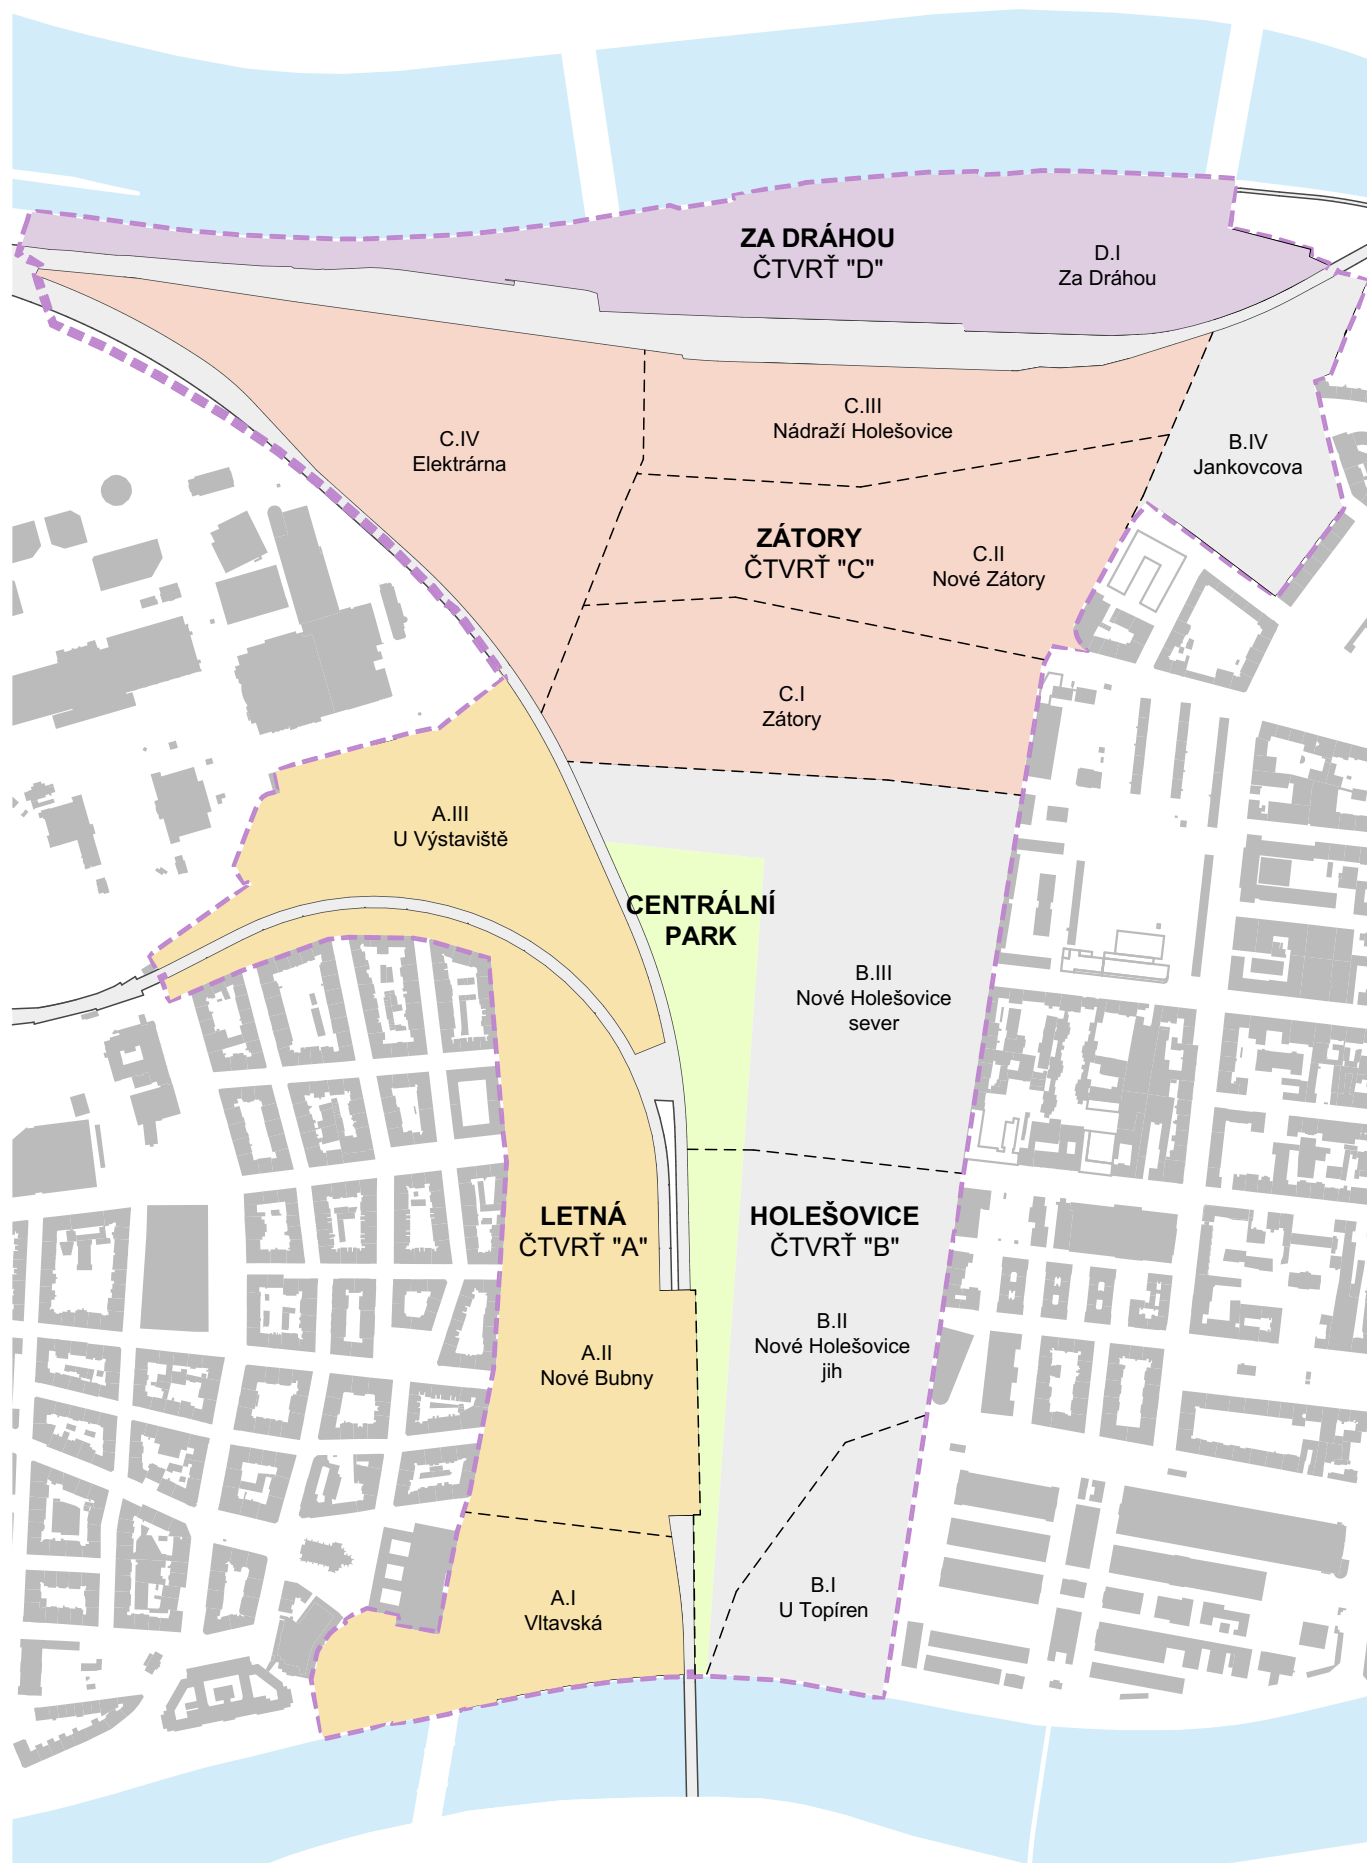 ZA DRÁHOU
ČTVRŤ "D"
D.I
Za Dráhou
C.III
Nádraží Holešovice
C.IV
Elektrárna
B.IV
Jankovcova
ZÁTORY
ČTVRŤ "C"
C.II
Nové Zátory
C.I
Zátory
A.III
U Výstaviště
CENTRÁLNÍ
PARK
B.III
Nové Holešovice
sever
LETNÁ
ČTVRŤ "A"
HOLEŠOVICE
ČTVRŤ "B"
B.II
Nové Holešovice
jih
A.II
Nové Bubny
B.I
U Topíren
A.I
Vltavská